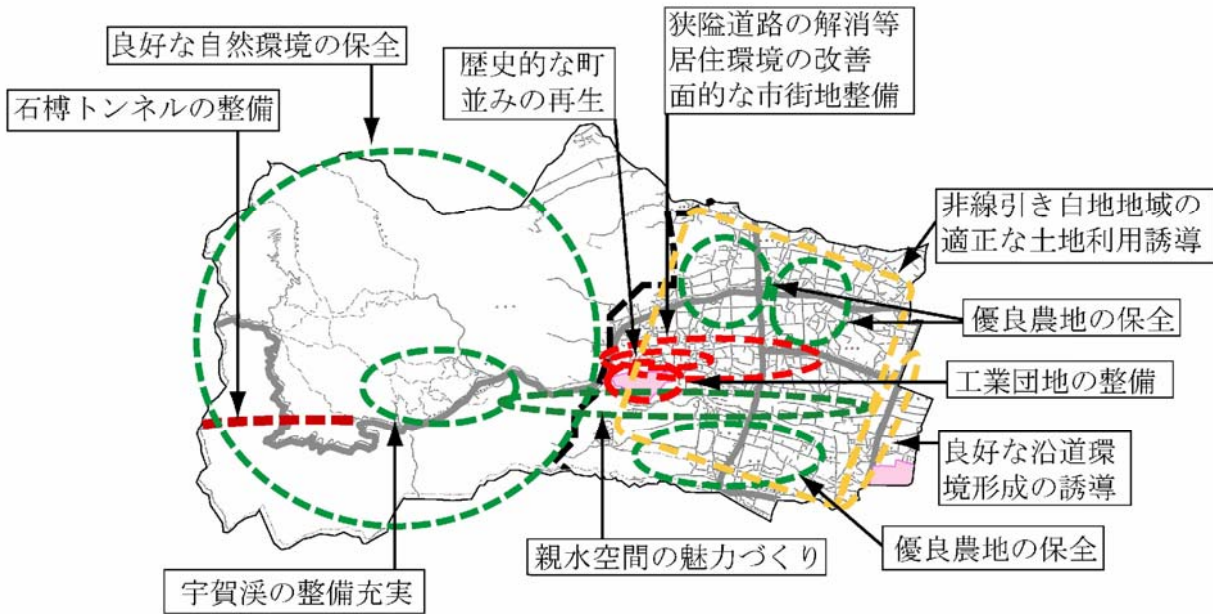 良好な自然環境の保全
石榑トンネルの整備
歴史的な町
並みの再生
狭隘道路の解消等
居住環境の改善
面的な市街地整備
非線引き白地地域の
適正な土地利用誘導
優良農地の保全
工業団地の整備
良好な沿道環
境形成の誘導
優良農地の保全
親水空間の魅力づくり
宇賀渓の整備充実